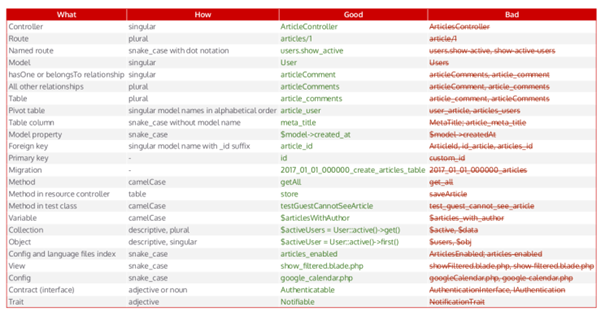 What How Good Bad
Controller singular ArticleController ArticlesController
Route plural articles/1 article/1
Named route snake_case with dot notation users.show_active users.show-active, show-active-users
Model singular User Users
hasOne or belongsTo relationship singular articleComment articleComments, article_comment
All other relationships plural articleComments articleComment, article_comments
Table plural article_comments article_comment, articleComments
Pivot table singular model names in alphabetical order article_user user_article, articles_users
Table column snake_case without model name meta_title MetaTitle; article_meta_title
Model property snake_case $model->created_at $model->createdAt
Foreign key singular model name with _id suffix article_id ArticleId, id_article, articles_id
Primary key - id custom_id
Migration - 2017_01_01_000000_create_articles_table 2017_01_01_000000_articles
Method camelCase getAll get_all
Method in resource controller table store saveArticle
Method in test class camelCase testGuestCannotSeeArticle test_guest_cannot_see_article
Variable camelCase $articlesWithAuthor $articles_with_author
Collection descriptive, plural $activeUsers = User::active()->get() $active, $data
Object descriptive, singular $activeUser = User::active()->first() $users, $obj
Config and language files index snake_case articles_enabled ArticlesEnabled; articles-enabled
View snake_case show_filtered.blade.php showFiltered.blade.php, show-filtered.blade.php
Config snake_case google_calendar.php googleCalendar.php, google-calendar.php
Contract (interface) adjective or noun Authenticatable AuthenticationInterface, IAuthentication
Trait adjective Notifiable NotificationTrait